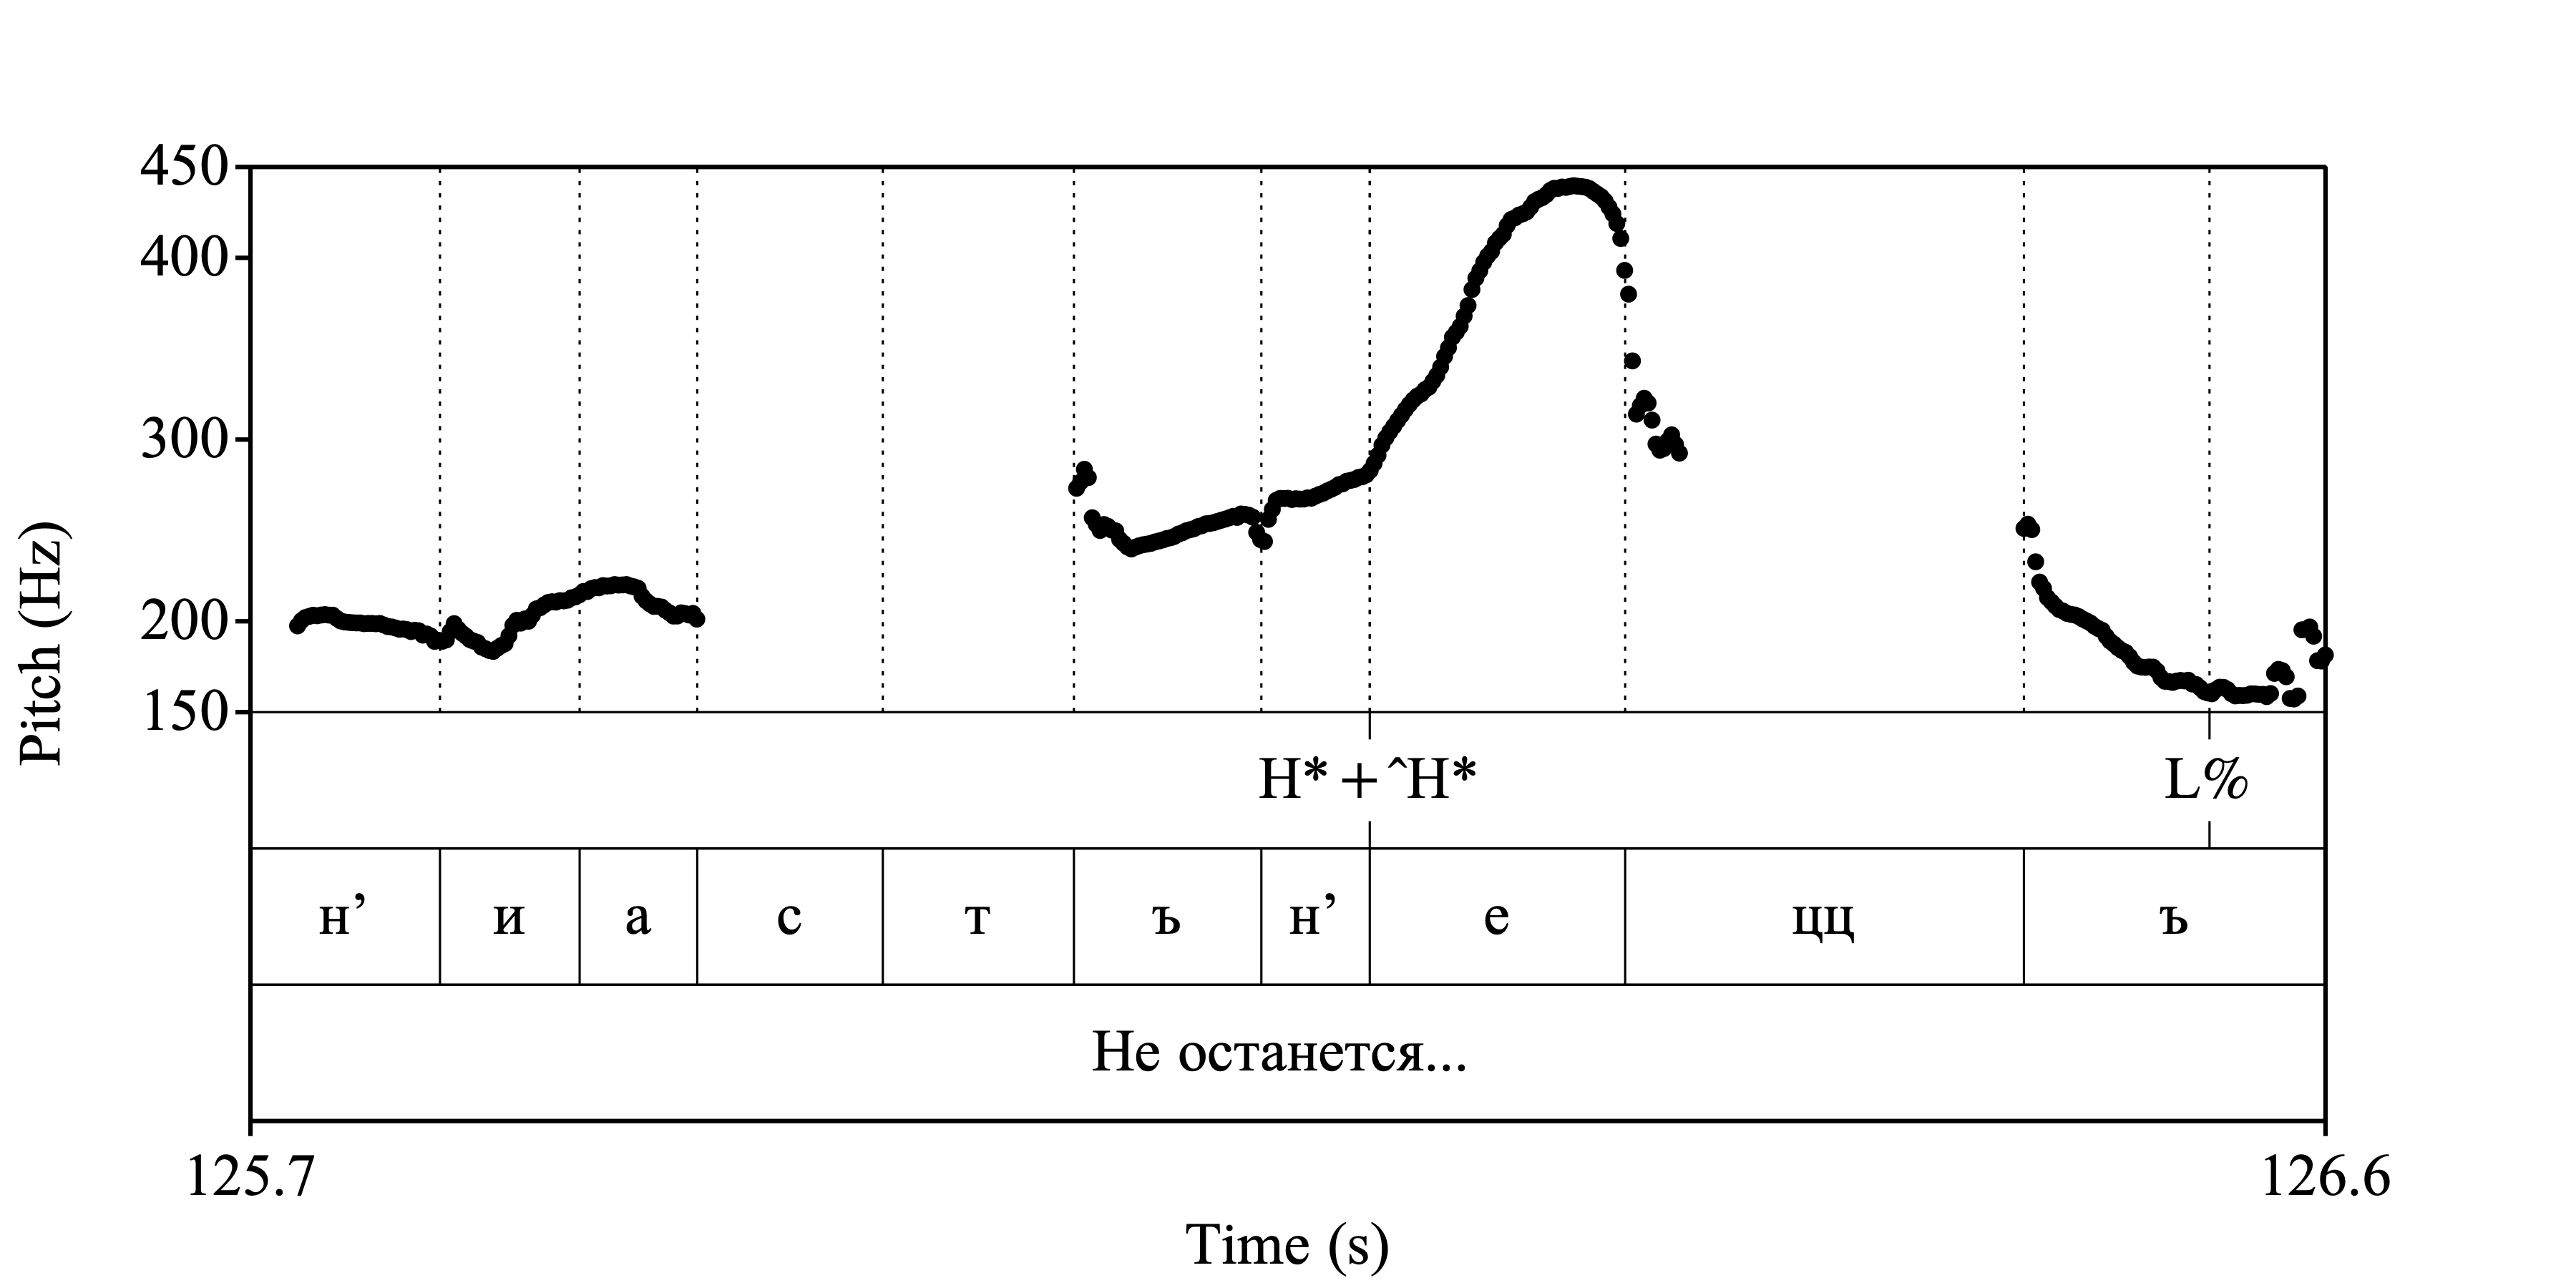 Pitch (Hz)
450
400
300
200
150
H* + ^H* L%
н’ и а с т ъ н’ е цц ъ
Не останется...
125.7 126.6
Time (s)